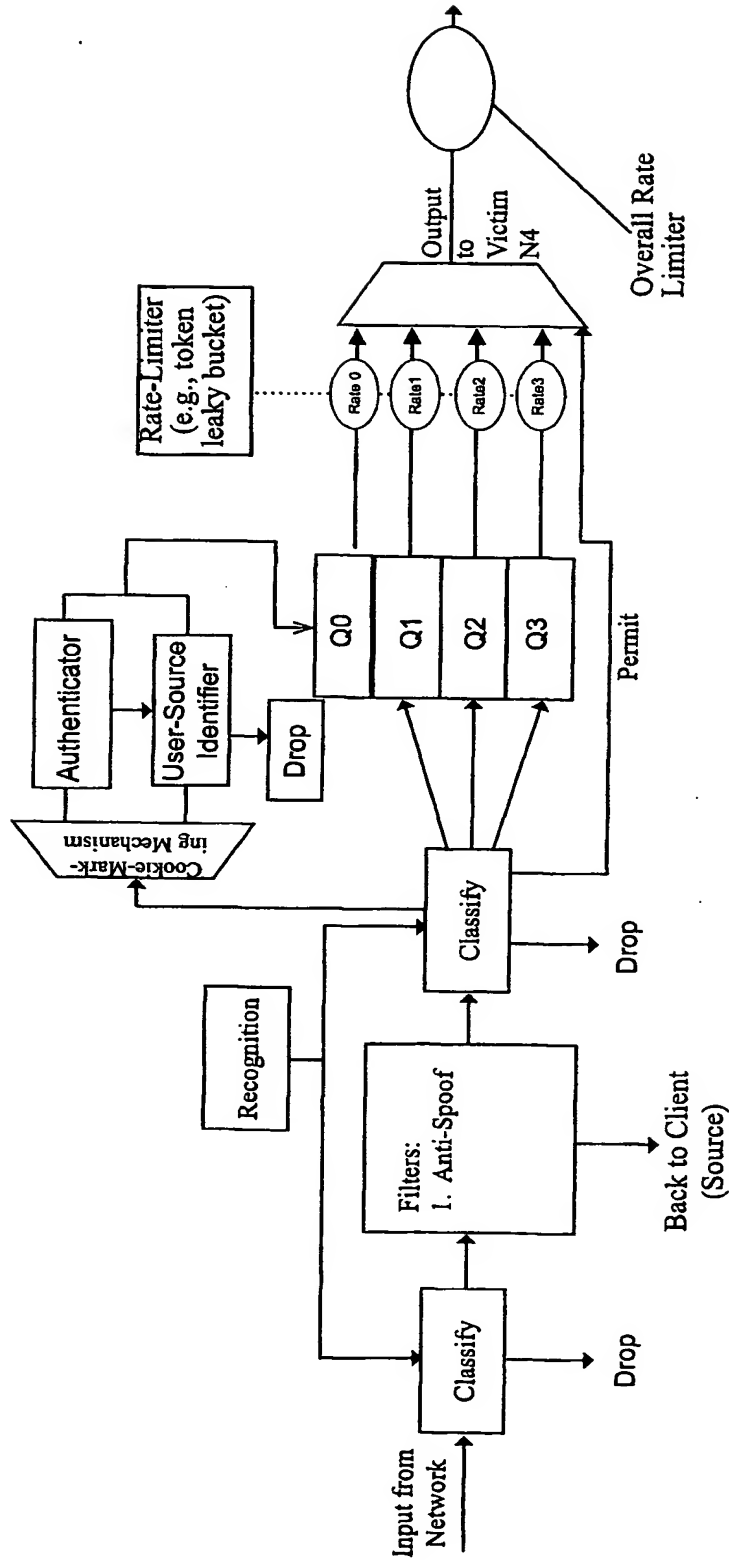 Input from
Network
Classify
Drop
Recognition
Filters:
1. Anti-Spoof
Back to Client
(Source)
Classify
Drop
Cookie-Mark-
ing Mechanism
Authenticator
User-Source
Identifier
Drop
Q0
Q1
Q2
Q3
Permit
Rate-Limiter
(e.g., token
leaky bucket)
Rate 0
Rate1
Rate2
Rate3
Output
to
Victim
N4
Overall Rate
Limiter